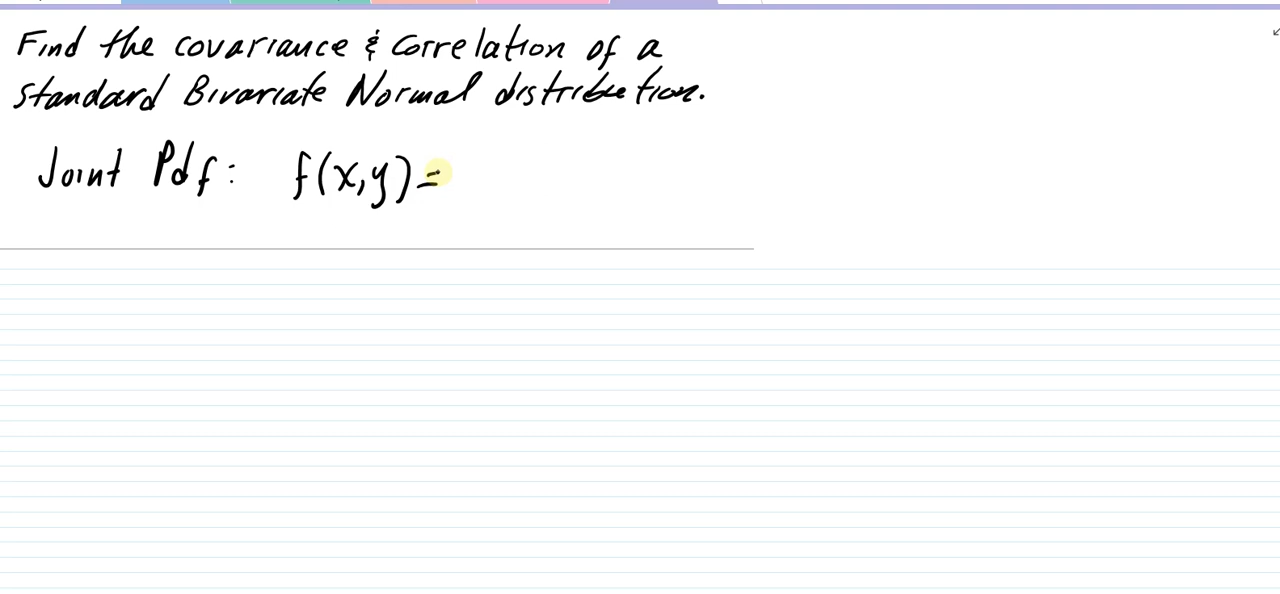 Find the covariance & Correlation of a
Standard Bivariate Normal distribution.
Joint Pdf: f(x,y)=